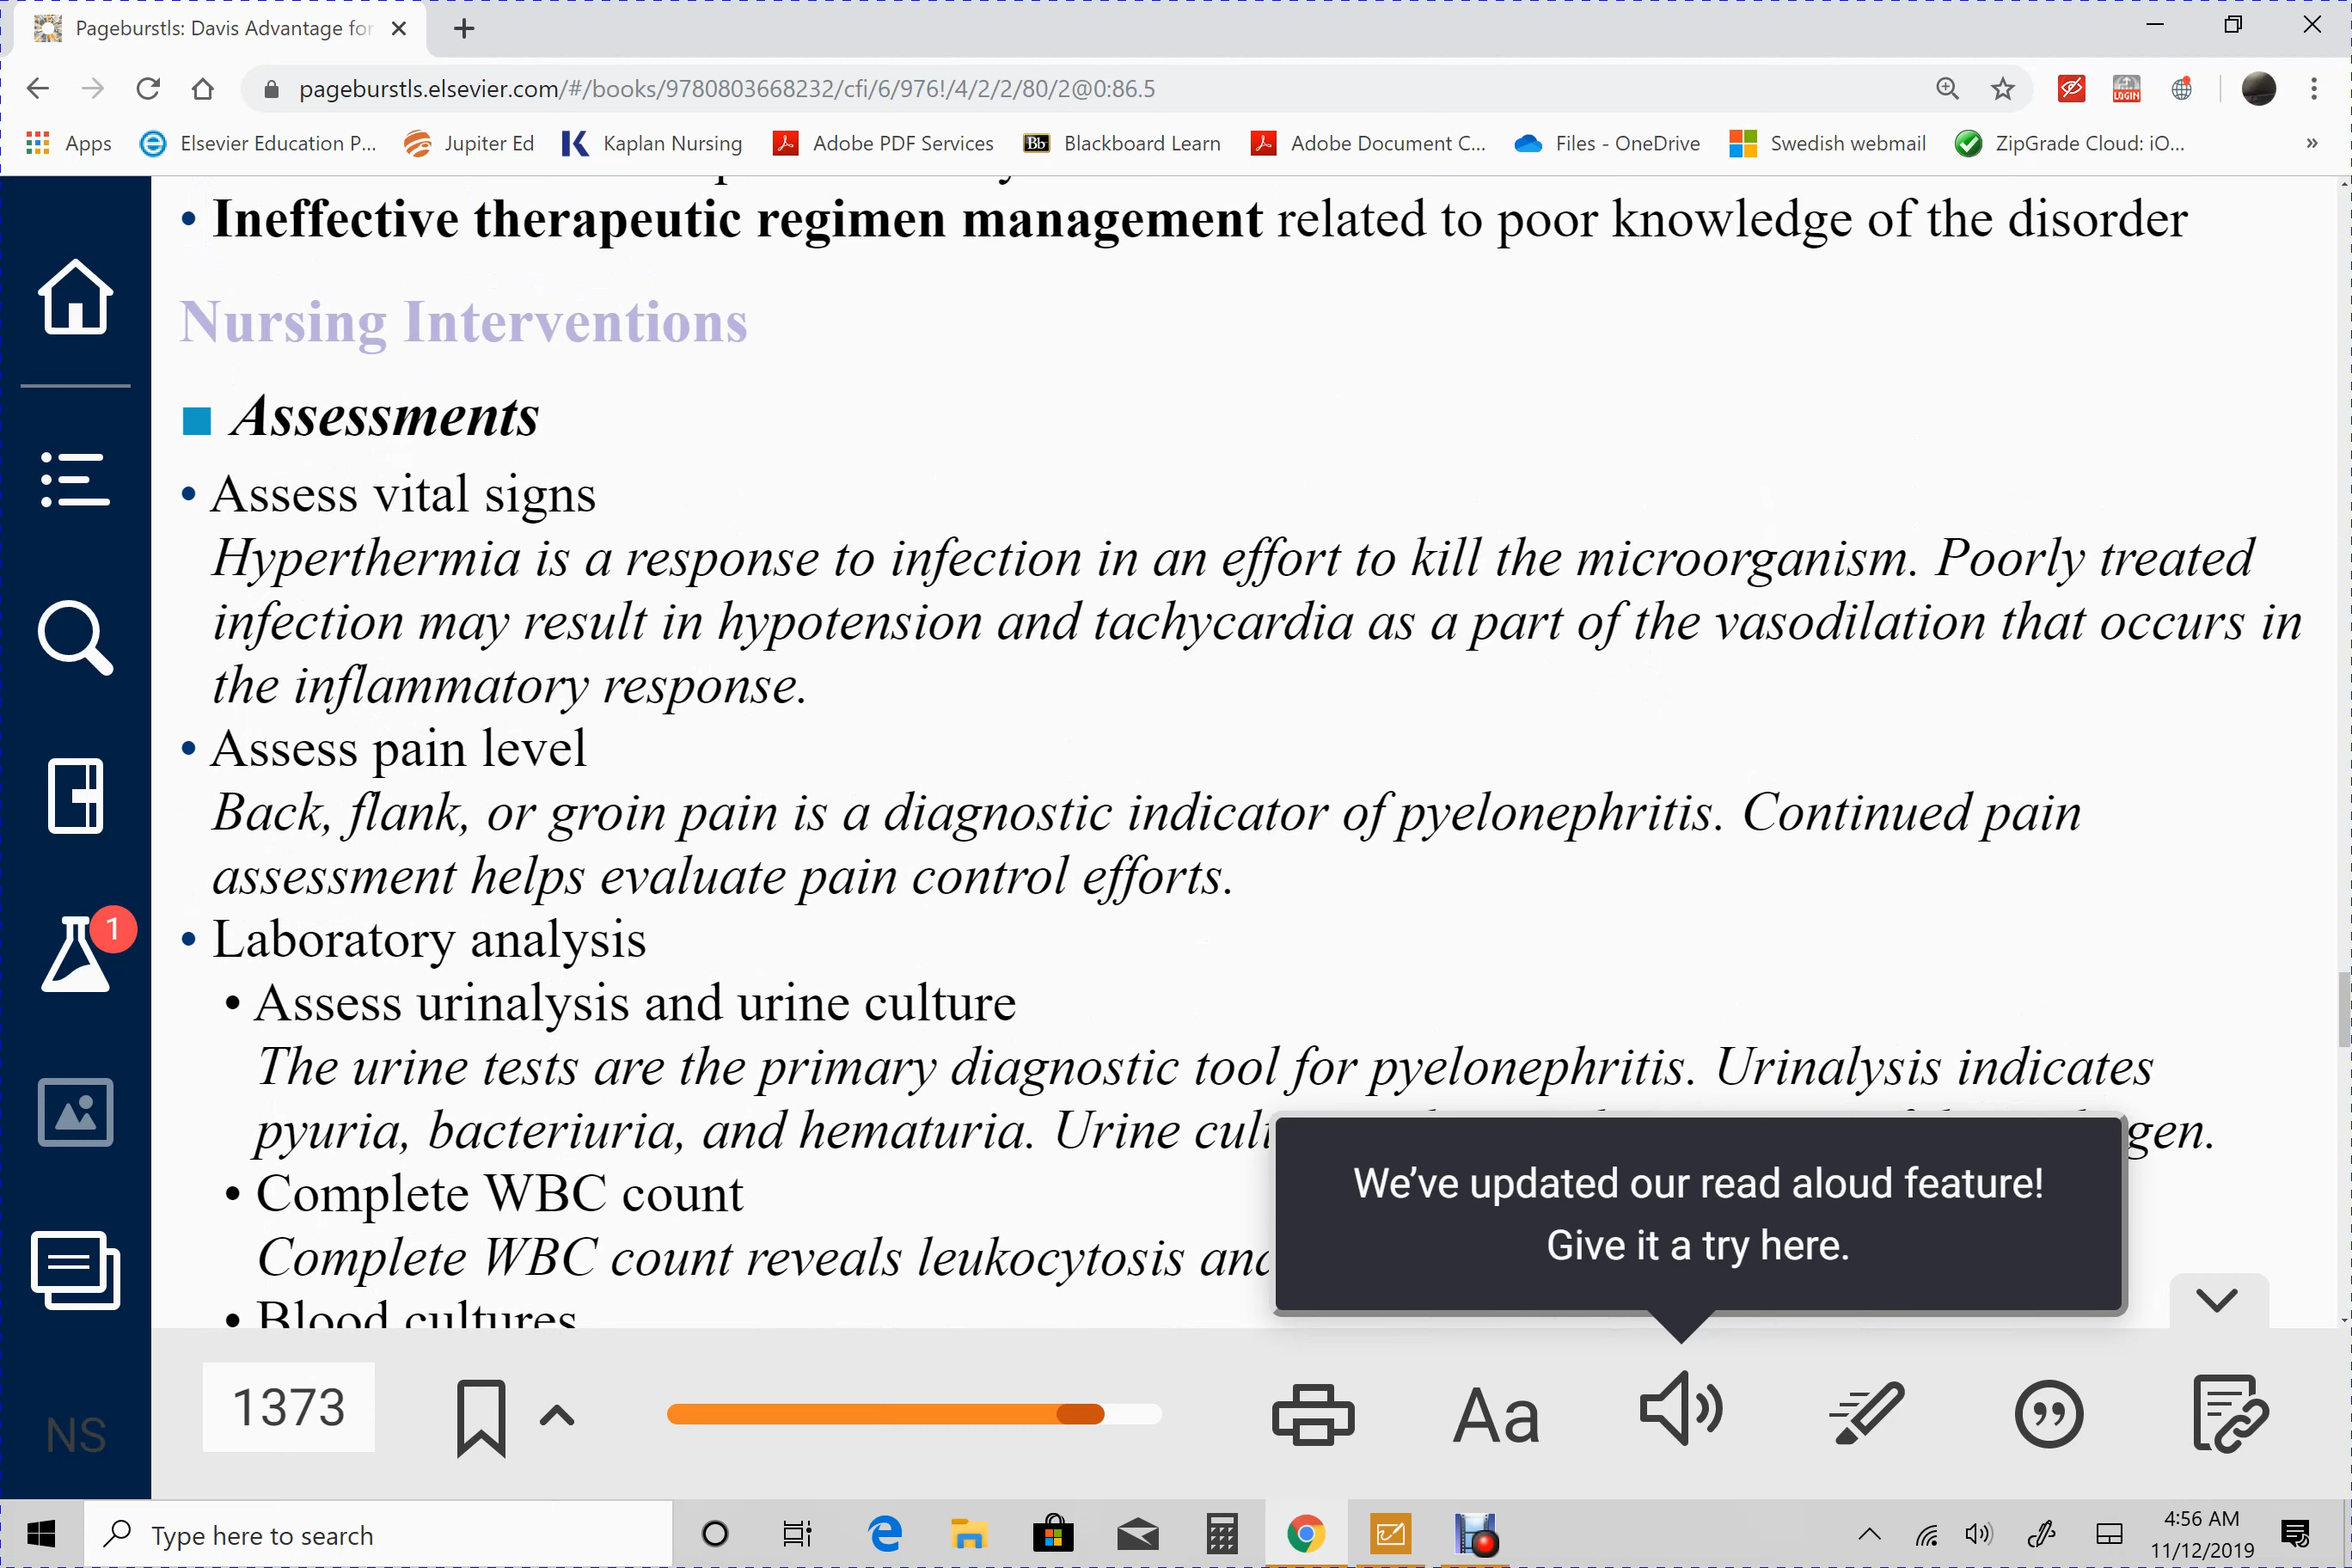 Pageburstls: Davis Advantage for
pageburstls.elsevier.com/#/books/9780803668232/cfi/6/976!/4/2/2/80/2@0:86.5
LOGIN
Apps Elsevier Education P... Jupiter Ed Kaplan Nursing Adobe PDF Services Bb Blackboard Learn Adobe Document C... Files - OneDrive Swedish webmail ZipGrade Cloud: iO... »
• Ineffective therapeutic regimen management related to poor knowledge of the disorder
Nursing Interventions
■ Assessments
• Assess vital signs
Hyperthermia is a response to infection in an effort to kill the microorganism. Poorly treated
infection may result in hypotension and tachycardia as a part of the vasodilation that occurs in
the inflammatory response.
• Assess pain level
Back, flank, or groin pain is a diagnostic indicator of pyelonephritis. Continued pain
assessment helps evaluate pain control efforts.
• Laboratory analysis
1
• Assess urinalysis and urine culture
The urine tests are the primary diagnostic tool for pyelonephritis. Urinalysis indicates
pyuria, bacteriuria, and hematuria. Urine
• Complete WBC count
Complete WBC count reveals leukocytosis
• Blood cultures
We've updated our read aloud feature!
Give it a try here.
NS
1373
Aa
Type here to search
4:56 AM
11/12/2019